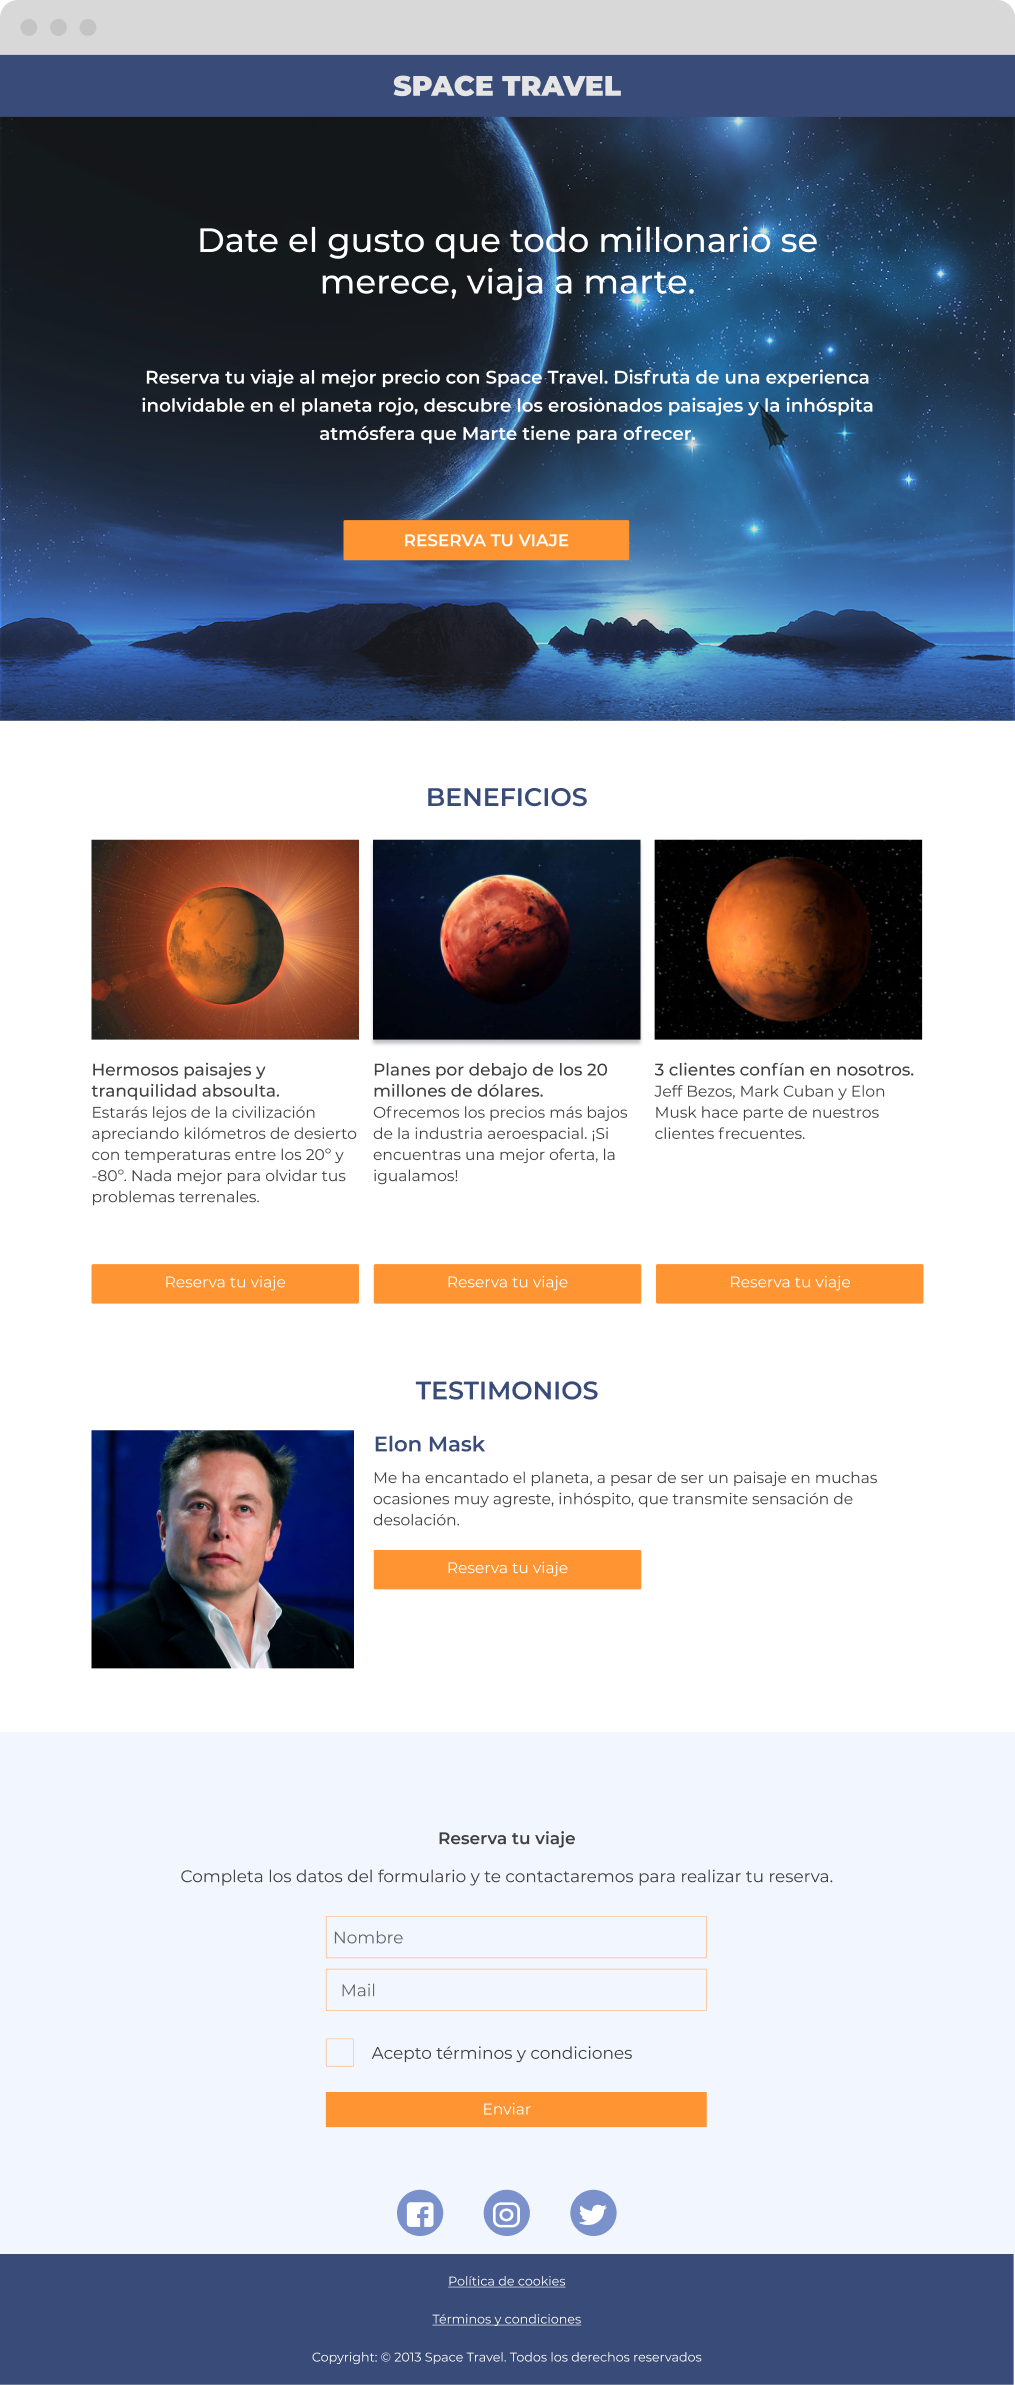 SPACE TRAVEL
Date el gusto que todo millonario se
merece, viaja a marte.
Reserva tu viaje al mejor precio con Space Travel. Disfruta de una experienca
inolvidable en el planeta rojo, descubre los erosionados paisajes y la inhóspita
atmósfera que Marte tiene para ofrecer.
RESERVA TU VIAJE
BENEFICIOS
Hermosos paisajes y
tranquilidad absoulta.
Estarás lejos de la civilización
apreciando kilómetros de desierto
con temperaturas entre los 20º y
-80º. Nada mejor para olvidar tus
problemas terrenales.
Reserva tu viaje
Planes por debajo de los 20
millones de dólares.
Ofrecemos los precios más bajos
de la industria aeroespacial. ¡Si
encuentras una mejor oferta, la
igualamos!
Reserva tu viaje
3 clientes confían en nosotros.
Jeff Bezos, Mark Cuban y Elon
Musk hace parte de nuestros
clientes frecuentes.
Reserva tu viaje
TESTIMONIOS
Elon Mask
Me ha encantado el planeta, a pesar de ser un paisaje en muchas
ocasiones muy agreste, inhóspito, que transmite sensación de
desolación.
Reserva tu viaje
Reserva tu viaje
Completa los datos del formulario y te contactaremos para realizar tu reserva.
Nombre
Mail
Acepto términos y condiciones
Enviar
Política de cookies
Términos y condiciones
Copyright: © 2013 Space Travel. Todos los derechos reservados